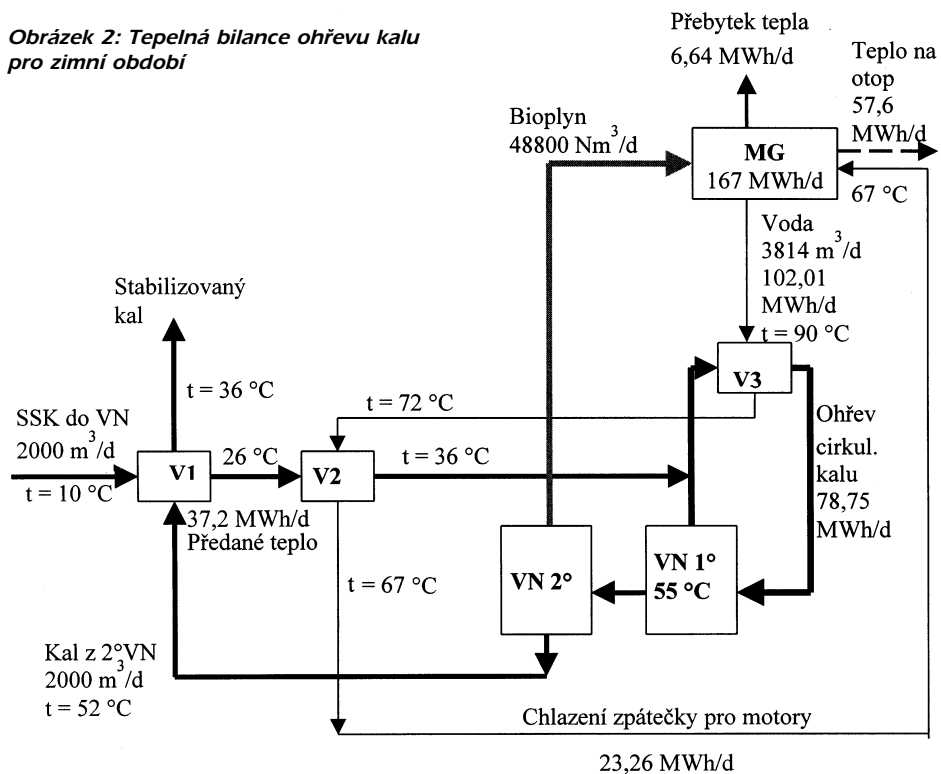 Obrázek 2: Tepelná bilance ohřevu kalu
pro zimní období
Přebytek tepla
6,64 MWh/d
Teplo na
otop
57,6
MWh/d
Bioplyn
48800 Nm³/d
MG
167 MWh/d
67 °C
Voda
3814 m³/d
102,01
MWh/d
t = 90 °C
Stabilizovaný
kal
t = 36 °C
V3
t = 72 °C
SSK do VN
2000 m³/d
t = 10 °C
V1
26 °C
V2
t = 36 °C
Ohřev
cirkul.
kalu
78,75
MWh/d
37,2 MWh/d
Předané teplo
t = 67 °C
VN 2°
VN 1°
55 °C
Kal z 2°VN
2000 m³/d
t = 52 °C
Chlazení zpátečky pro motory
23,26 MWh/d